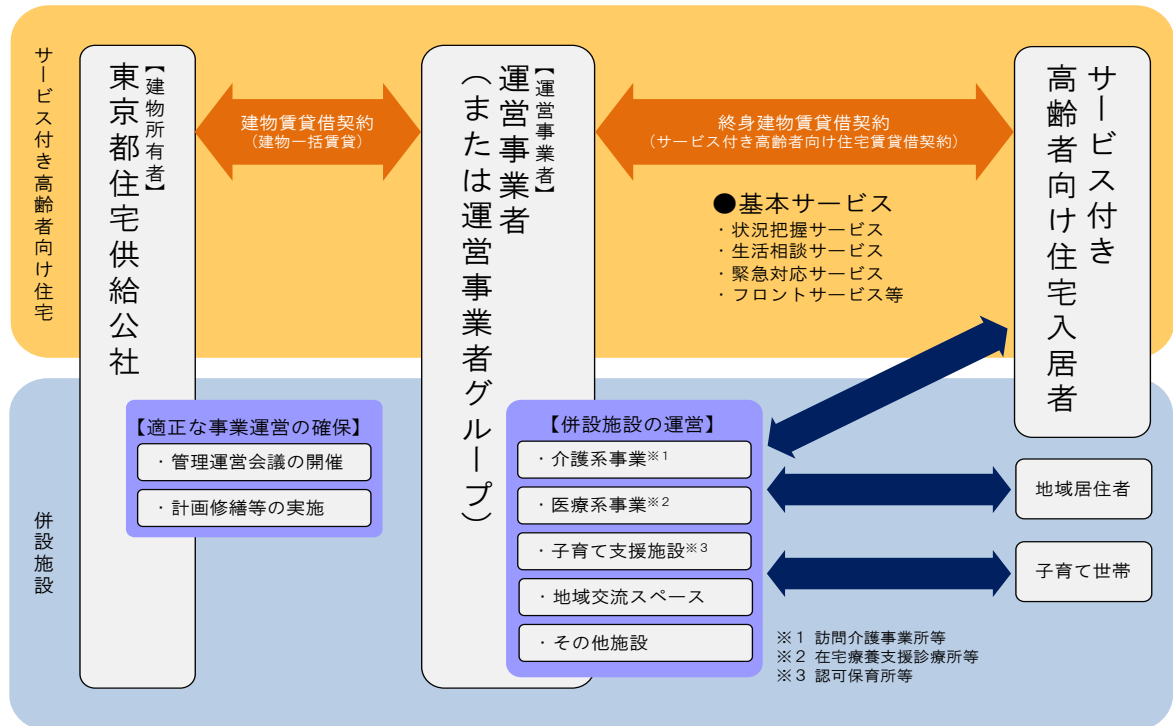 サービス付き高齢者向け住宅
【建物所有者】
東京都住宅供給公社
建物賃貸借契約
(建物一括賃貸)
【運営事業者】
運営事業者
(または運営事業者グループ)
終身建物賃貸借契約
(サービス付き高齢者向け住宅賃貸借契約)
●基本サービス
・状況把握サービス
・生活相談サービス
・緊急対応サービス
・フロントサービス等
サービス付き
高齢者向け住宅入居者
併設施設
【適正な事業運営の確保】
・管理運営会議の開催
・計画修繕等の実施
【併設施設の運営】
・介護系事業※1
・医療系事業※2
・子育て支援施設※3
・地域交流スペース
・その他施設
地域居住者
子育て世帯
※1 訪問介護事業所等
※2 在宅療養支援診療所等
※3 認可保育所等